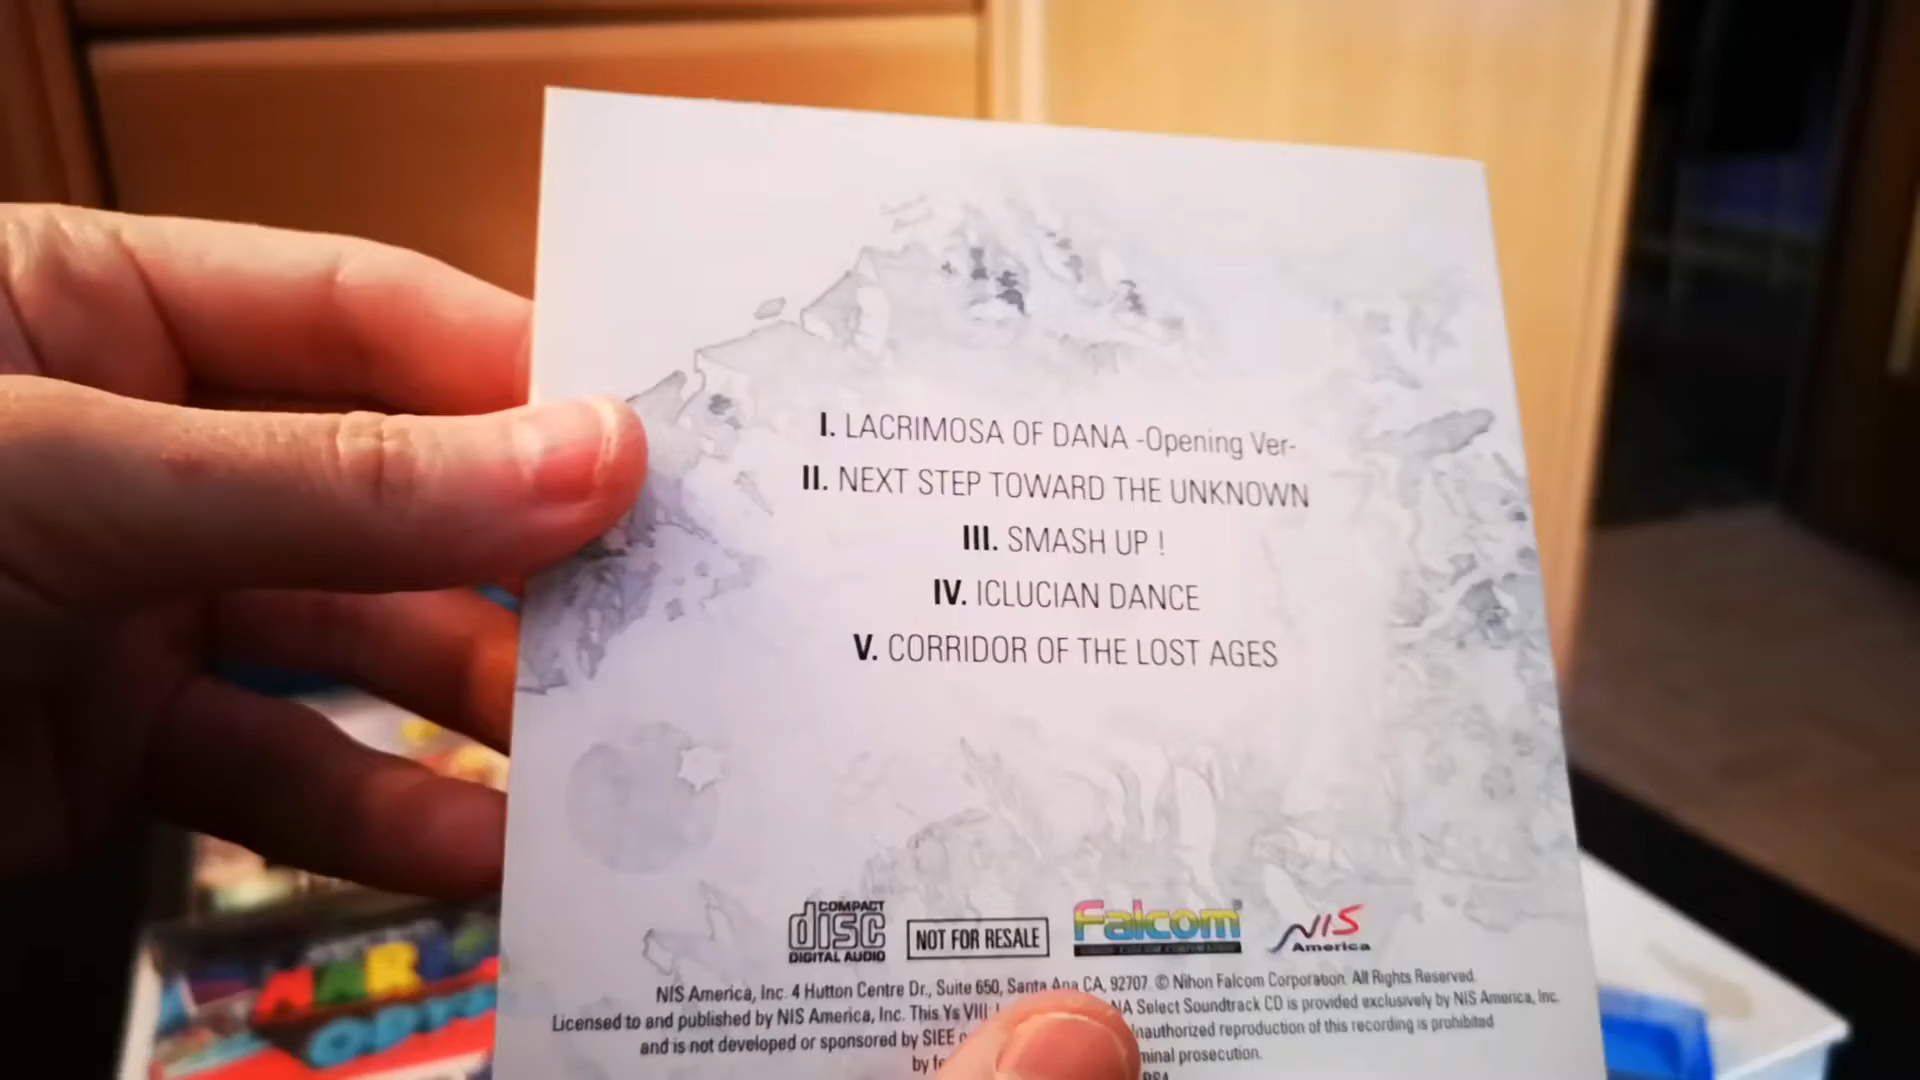 I. LACRIMOSA OF DANA -Opening Ver-
II. NEXT STEP TOWARD THE UNKNOWN
III. SMASH UP !
IV. ICLUCIAN DANCE
V. CORRIDOR OF THE LOST AGES
COMPACT
disc
DIGITAL AUDIO
NOT FOR RESALE
Falcom
NIS
America
NIS America, Inc. 4 Hutton Centre Dr., Suite 650, Santa Ana CA, 92707. © Nihon Falcom Corporation. All Rights Reserved.
Licensed to and published by NIS America, Inc. This Ys VIII: Select Soundtrack CD is provided exclusively by NIS America, Inc.
and is not developed or sponsored by SIEE reproduction of this recording is prohibited
by prosecution.